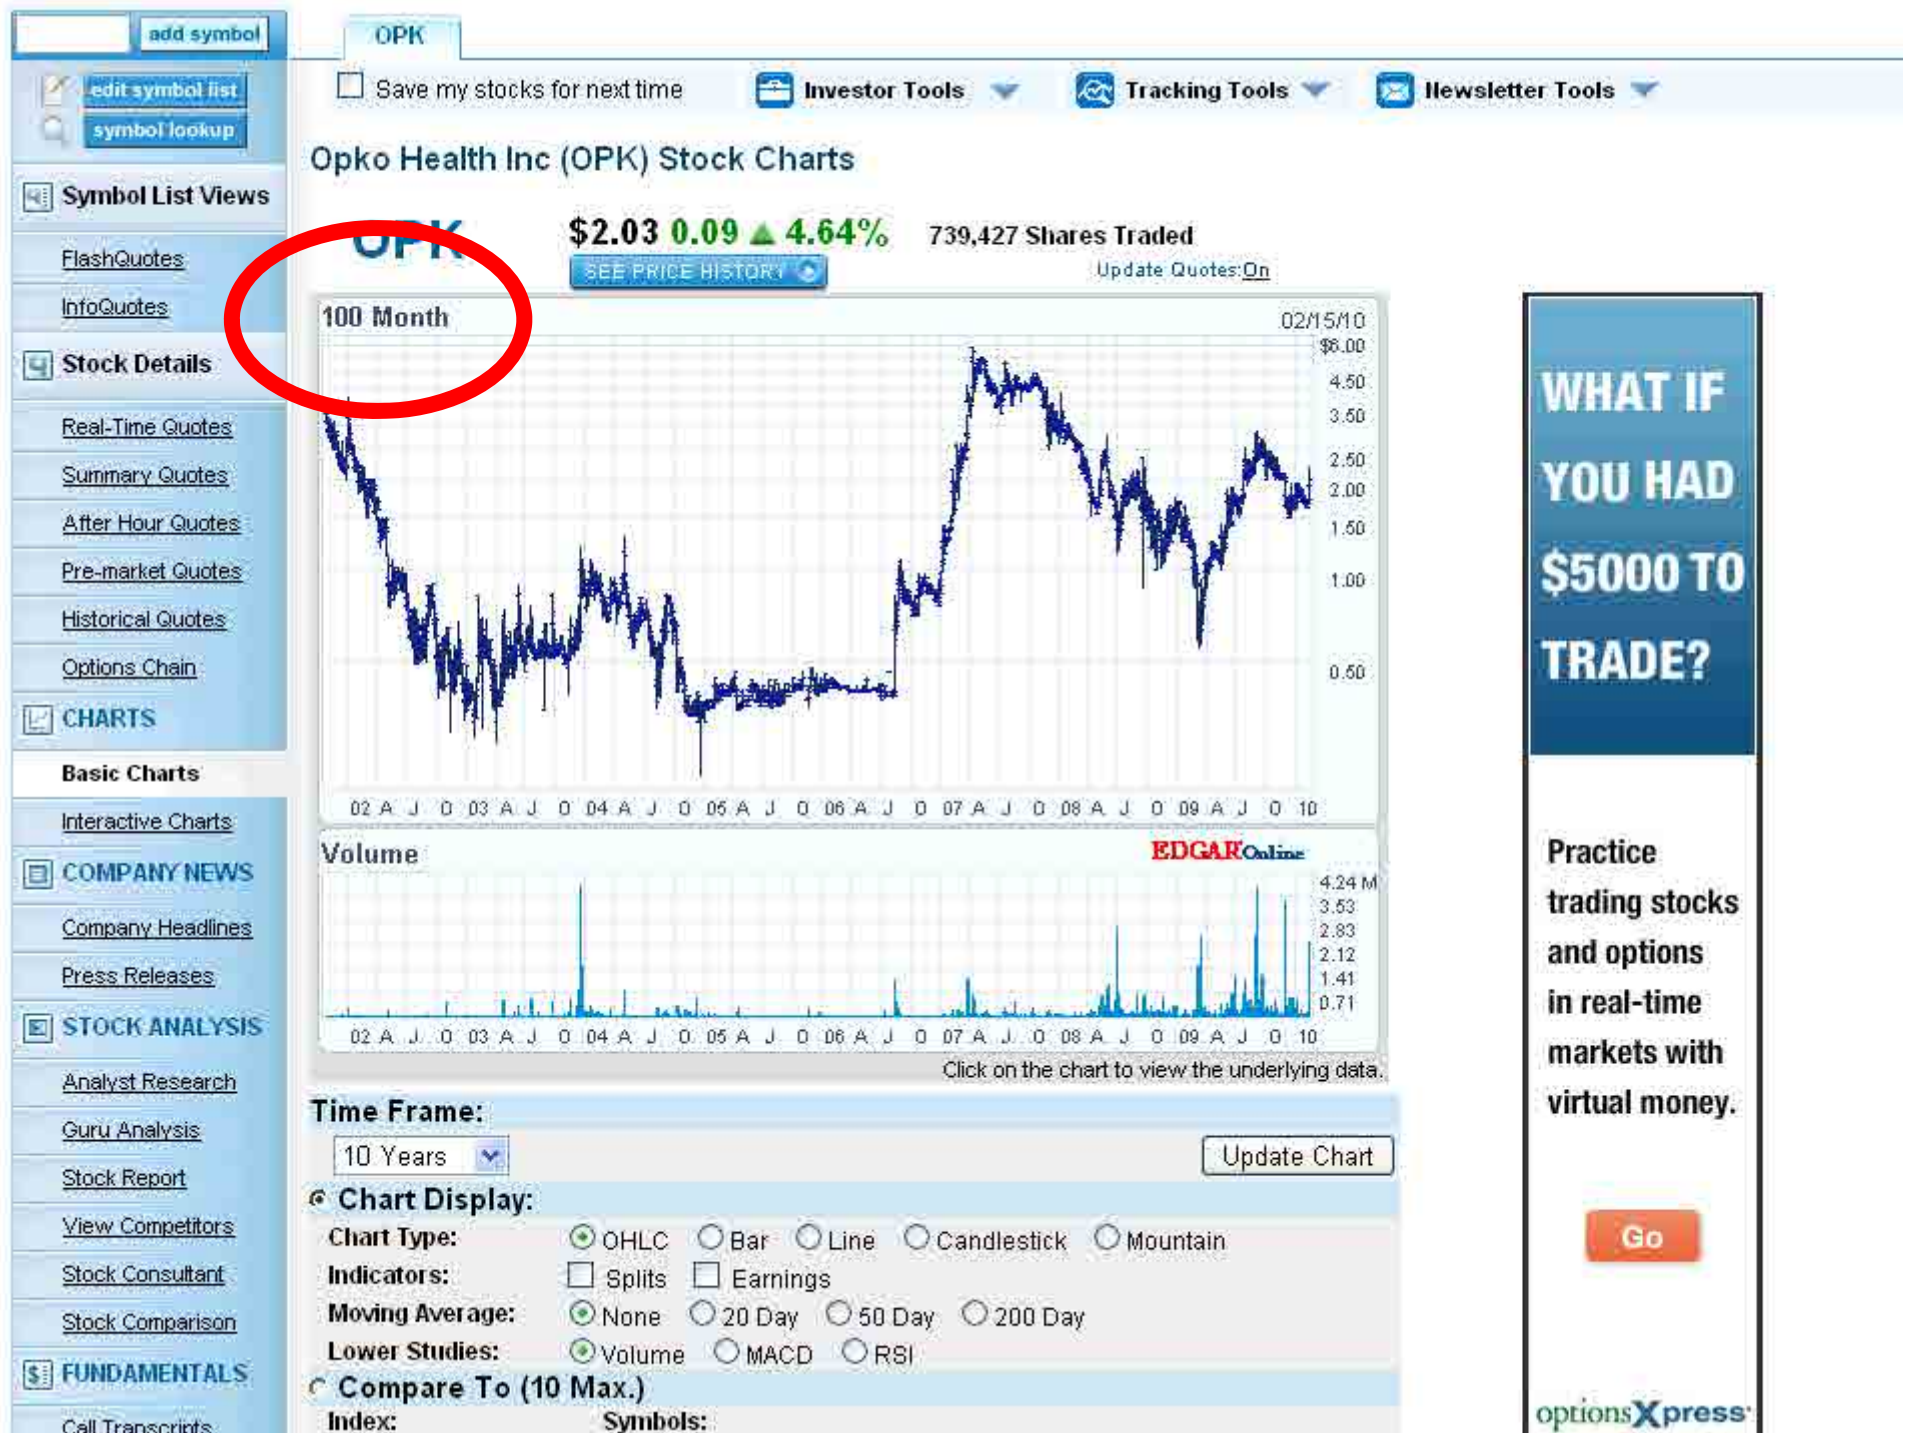 add symbol
edit symbol list
symbol lookup
Symbol List Views
FlashQuotes
InfoQuotes
Stock Details
Real-Time Quotes
Summary Quotes
After Hour Quotes
Pre-market Quotes
Historical Quotes
Options Chain
CHARTS
Basic Charts
Interactive Charts
COMPANY NEWS
Company Headlines
Press Releases
STOCK ANALYSIS
Analyst Research
Guru Analysis
Stock Report
View Competitors
Stock Consultant
Stock Comparison
FUNDAMENTALS
Call Transcripts
OPK
Save my stocks for next time Investor Tools Tracking Tools Newsletter Tools
Opko Health Inc (OPK) Stock Charts
OPK $2.03 0.09 4.64% 739,427 Shares Traded
SEE PRICE HISTORY Update Quotes:On
100 Month 02/15/10
$6.00
4.50
3.50
2.50
2.00
1.50
1.00
0.50
02 A J O 03 A J O 04 A J O 05 A J O 06 A J O 07 A J O 08 A J O 09 A J O 10
Volume EDGAR Online
4.24 M
3.53
2.83
2.12
1.41
0.71
02 A J O 03 A J O 04 A J O 05 A J O 06 A J O 07 A J O 08 A J O 09 A J O 10
Click on the chart to view the underlying data.
Time Frame:
10 Years Update Chart
Chart Display:
Chart Type: OHLC Bar Line Candlestick Mountain
Indicators: Splits Earnings
Moving Average: None 20 Day 50 Day 200 Day
Lower Studies: Volume MACD RSI
Compare To (10 Max.)
Index: Symbols:
WHAT IF
YOU HAD
$5000 TO
TRADE?
Practice
trading stocks
and options
in real-time
markets with
virtual money.
Go
optionsXpress